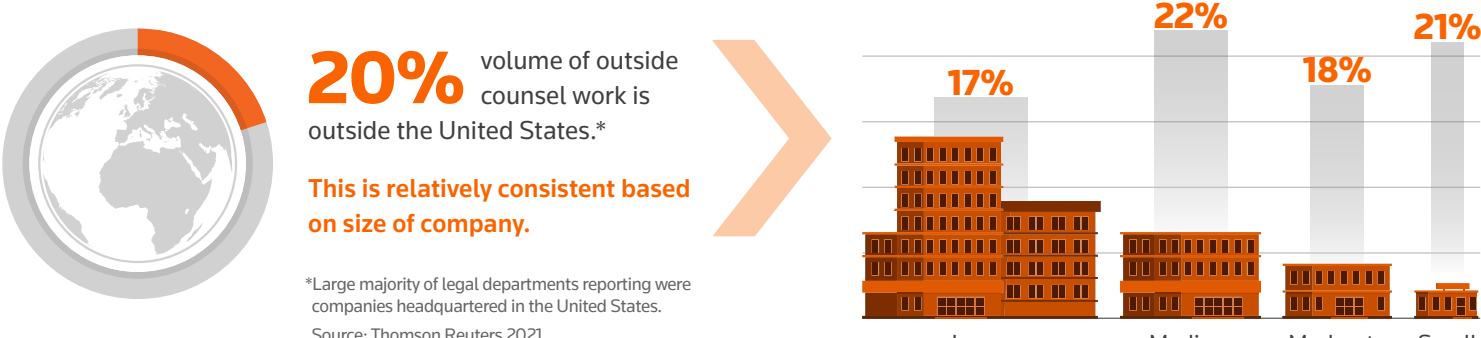 20% volume of outside
counsel work is
outside the United States.*
This is relatively consistent based
on size of company.
*Large majority of legal departments reporting were
companies headquartered in the United States.
Source: Thomson Reuters 2021
17%
22%
18%
21%